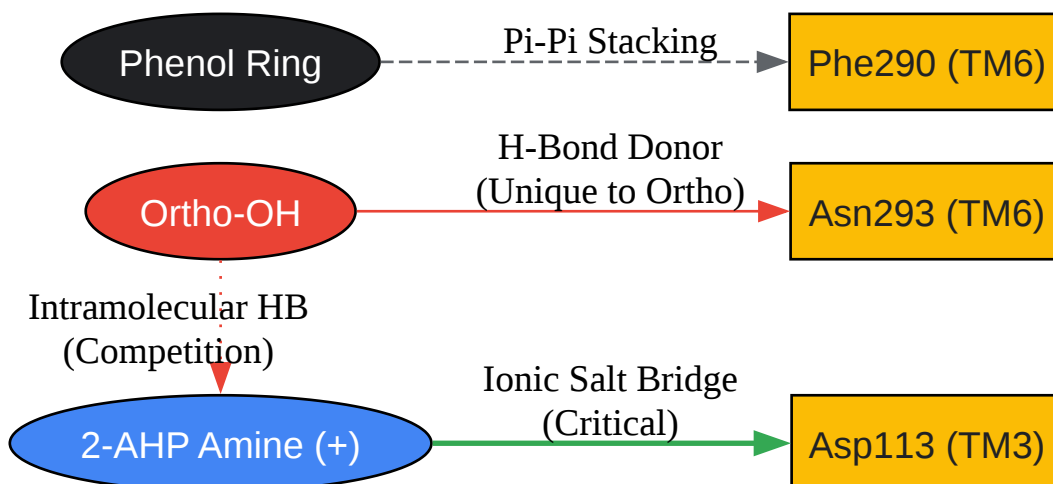 Phenol Ring
Pi-Pi Stacking
Phe290 (TM6)
Ortho-OH
H-Bond Donor
(Unique to Ortho)
Asn293 (TM6)
Intramolecular HB
(Competition)
2-AHP Amine (+)
Ionic Salt Bridge
(Critical)
Asp113 (TM3)